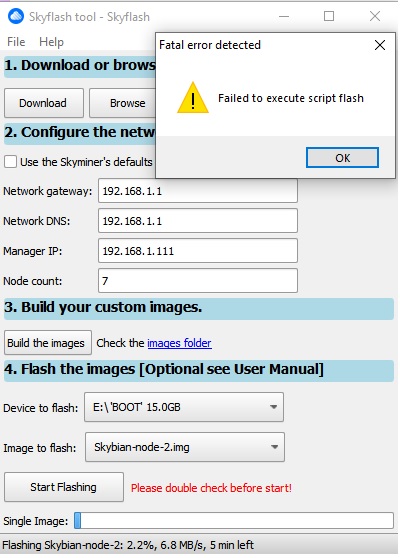 Skyflash tool - Skyflash
File Help
Fatal error detected
Failed to execute script flash
OK
1. Download or brows
Download Browse
2. Configure the netw
Use the Skyminer's defaults
Network gateway: 192.168.1.1
Network DNS: 192.168.1.1
Manager IP: 192.168.1.111
Node count: 7
3. Build your custom images.
Build the images Check the images folder
4. Flash the images [Optional see User Manual]
Device to flash: E:\'BOOT' 15.0GB
Image to flash: Skybian-node-2.img
Start Flashing Please double check before start!
Single Image:
Flashing Skybian-node-2: 2.2%, 6.8 MB/s, 5 min left